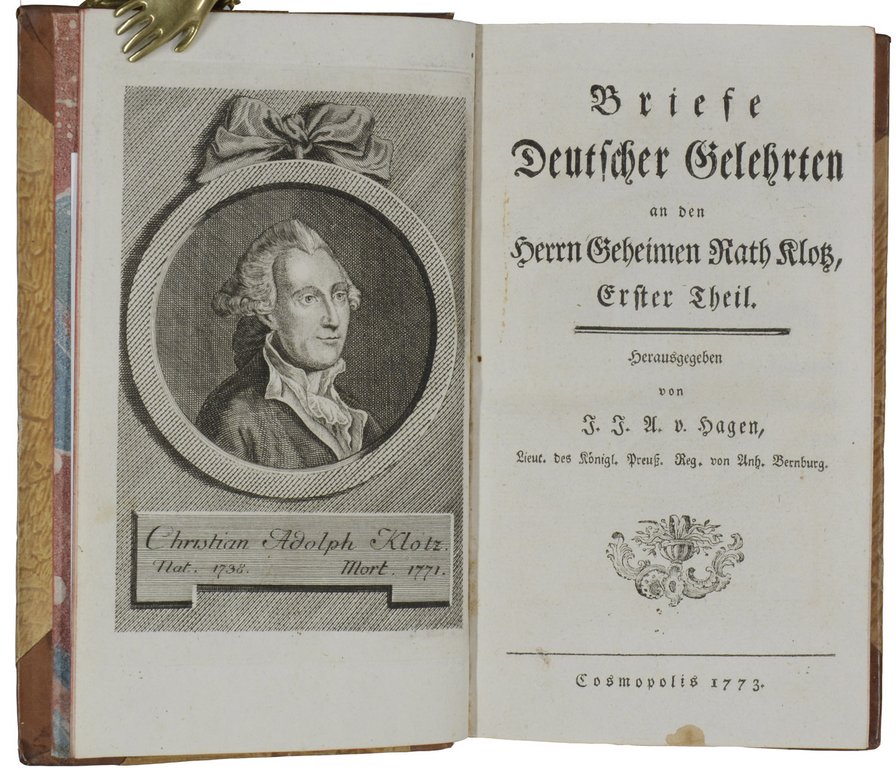 Christian Adolph Klotz.
Nat. 1738. Mort. 1771.
Briefe
Deutſcher Gelehrten
an den
Herrn Geheimen Rath Klotz,
Erſter Theil.
Herausgegeben
von
J. J. A. v. Hagen,
Lieut. des Königl. Preuß. Reg. von Anh. Bernburg.
Cosmopolis 1773.